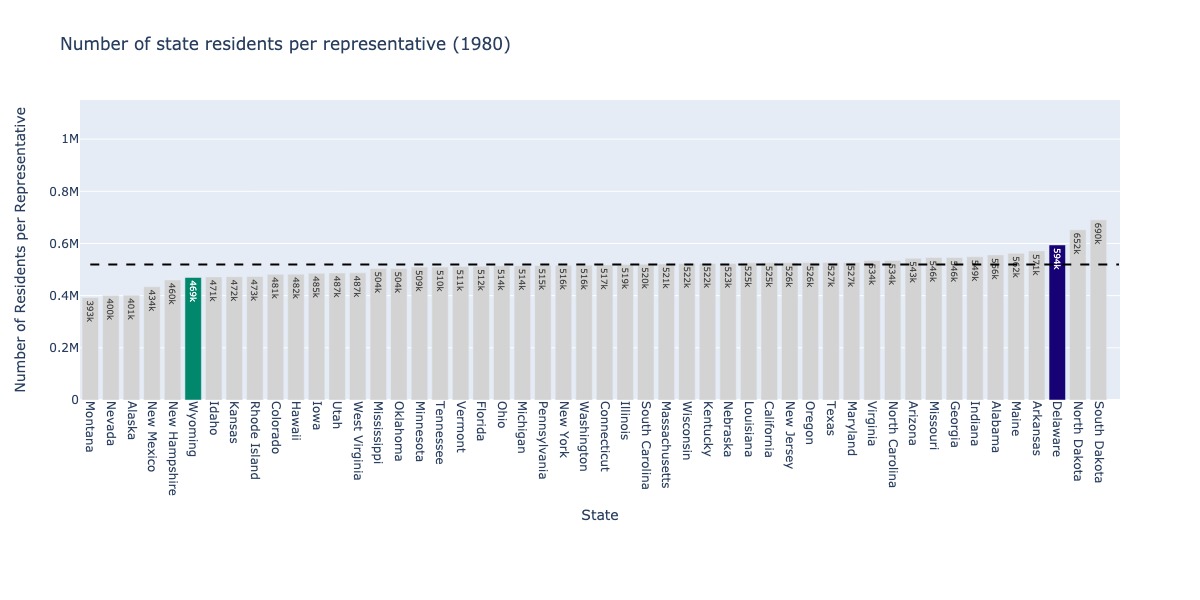 Number of state residents per representative (1980)
Number of Residents per Representative
1M
0.8M
0.6M
0.4M
0.2M
0
393k
400k
401k
434k
460k
469k
471k
472k
473k
481k
482k
485k
487k
487k
504k
504k
509k
510k
511k
512k
514k
514k
515k
516k
516k
517k
519k
520k
521k
522k
522k
523k
525k
525k
526k
526k
527k
527k
534k
534k
543k
546k
546k
549k
556k
562k
571k
594k
652k
690k
Montana
Nevada
Alaska
New Mexico
New Hampshire
Wyoming
Idaho
Kansas
Rhode Island
Colorado
Hawaii
Iowa
Utah
West Virginia
Mississippi
Oklahoma
Minnesota
Tennessee
Vermont
Florida
Ohio
Michigan
Pennsylvania
New York
Washington
Connecticut
Illinois
South Carolina
Massachusetts
Wisconsin
Kentucky
Nebraska
Louisiana
California
New Jersey
Oregon
Texas
Maryland
Virginia
North Carolina
Arizona
Missouri
Georgia
Indiana
Alabama
Maine
Arkansas
Delaware
North Dakota
South Dakota
State